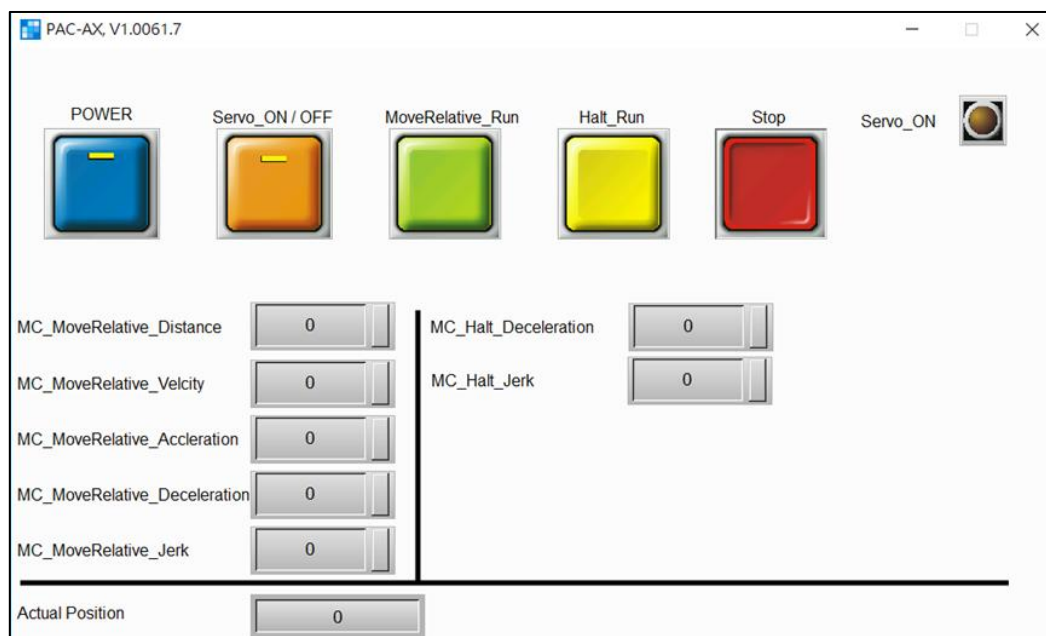 PAC-AX, V1.0061.7
POWER
Servo_ON / OFF
MoveRelative_Run
Halt_Run
Stop
Servo_ON
MC_MoveRelative_Distance
0
MC_Halt_Deceleration
0
MC_MoveRelative_Velcity
0
MC_Halt_Jerk
0
MC_MoveRelative_Accleration
0
MC_MoveRelative_Deceleration
0
MC_MoveRelative_Jerk
0
Actual Position
0